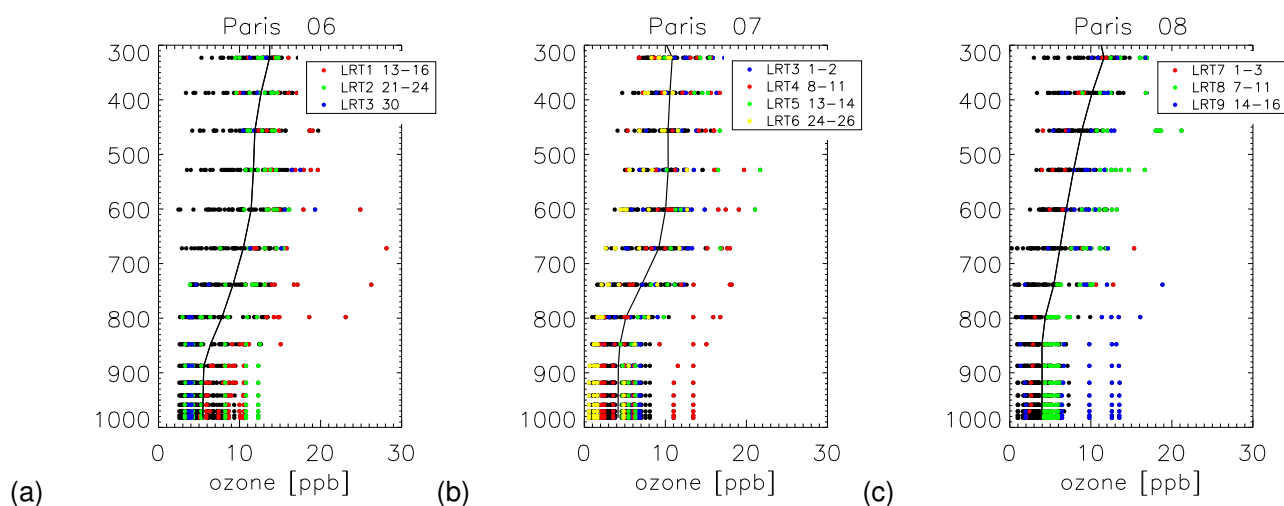 Paris 06
300
400
500
600
700
800
900
1000
0 10 20 30
ozone [ppb]
LRT1 13-16
LRT2 21-24
LRT3 30
(a)
Paris 07
300
400
500
600
700
800
900
1000
0 10 20 30
ozone [ppb]
LRT3 1-2
LRT4 8-11
LRT5 13-14
LRT6 24-26
(b)
Paris 08
300
400
500
600
700
800
900
1000
0 10 20 30
ozone [ppb]
LRT7 1-3
LRT8 7-11
LRT9 14-16
(c)